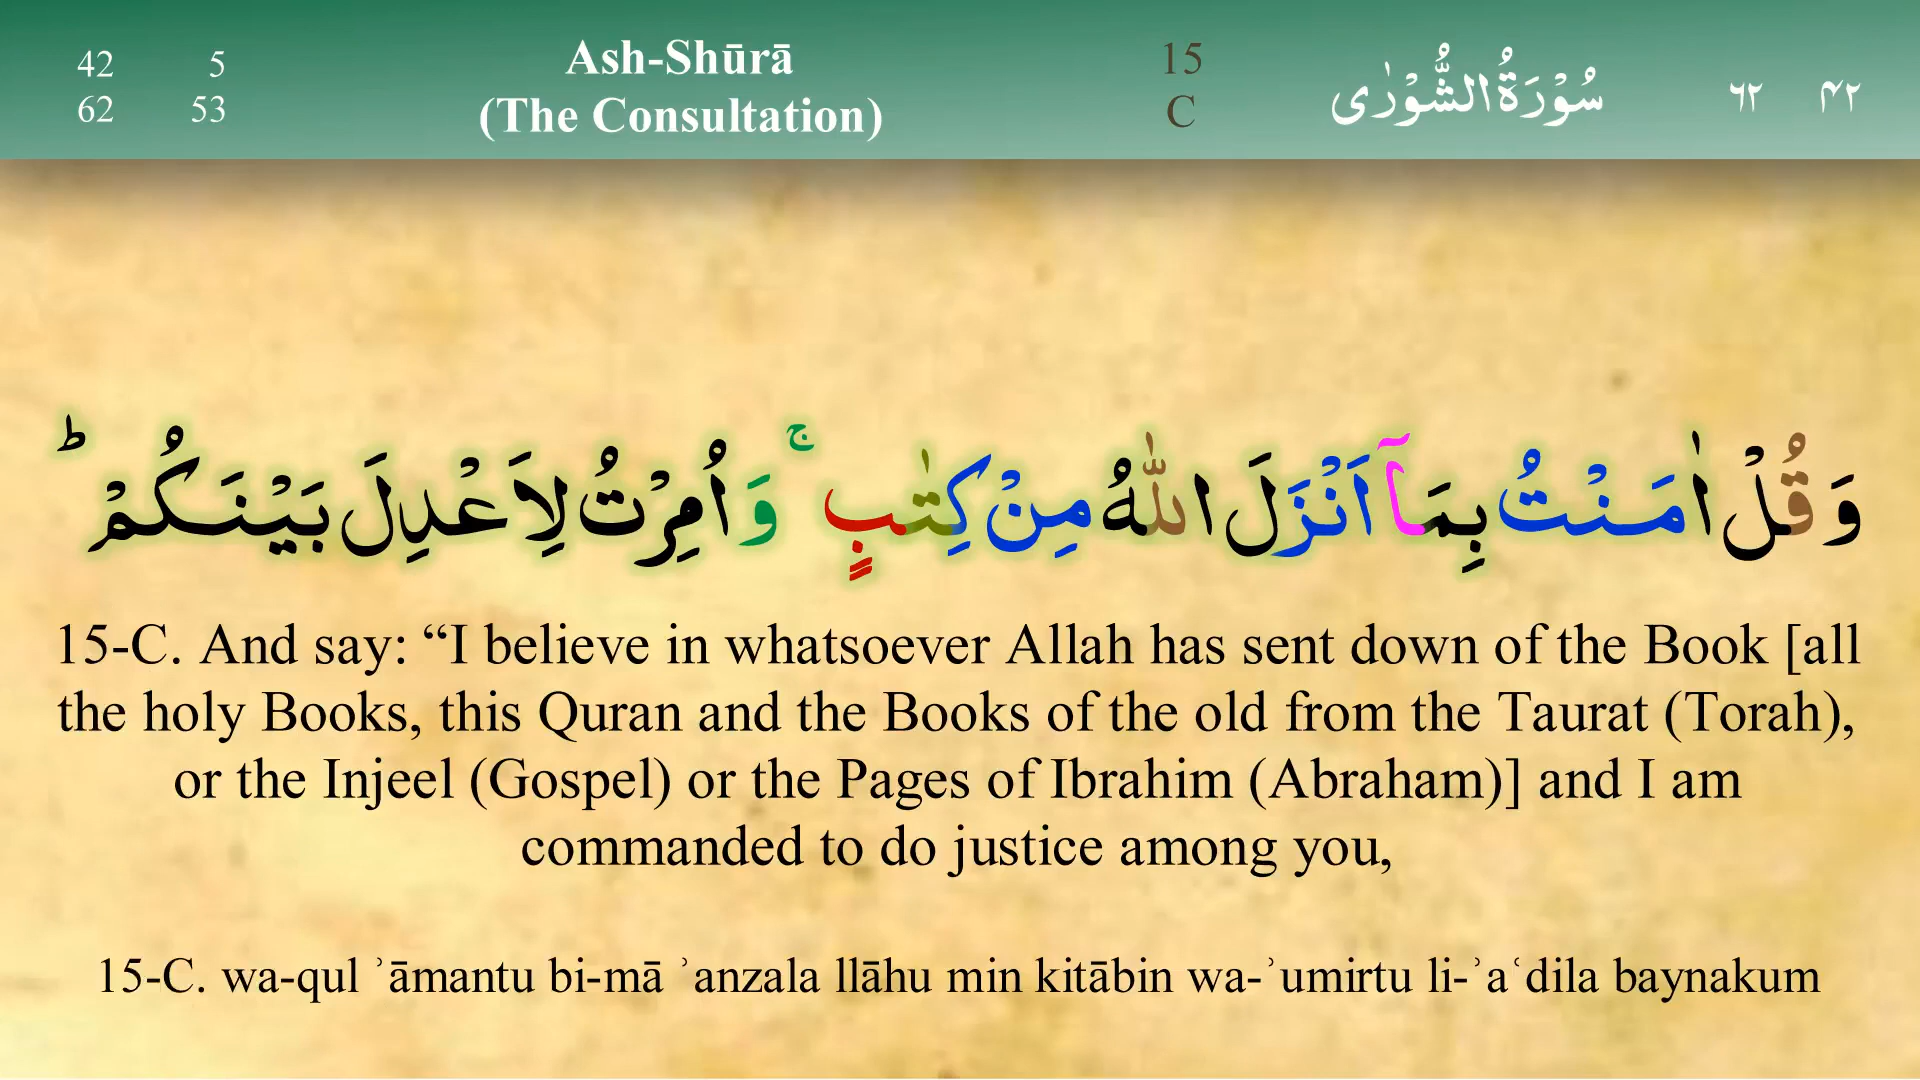 42 5
62 53
Ash-Shūrā
(The Consultation)
15
C
سُوْرَةُ الشُّوْرٰى
٦٢ ۴۲
وَقُلْ اٰمَنْتُ بِمَاۤ اَنْزَلَ اللّٰهُ مِنْ كِتٰبٍ ۚ وَاُمِرْتُ لِاَعْدِلَ بَيْنَكُمْ ؕ
15-C. And say: “I believe in whatsoever Allah has sent down of the Book [all
the holy Books, this Quran and the Books of the old from the Taurat (Torah),
or the Injeel (Gospel) or the Pages of Ibrahim (Abraham)] and I am
commanded to do justice among you,
15-C. wa-qul ʾāmantu bi-mā ʾanzala llāhu min kitābin wa-ʾumirtu li-ʾaʿdila baynakum